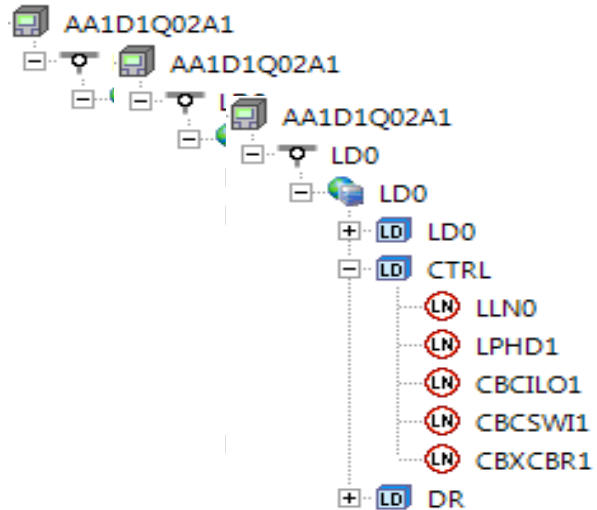 AA1D1Q02A1
AA1D1Q02A1
AA1D1Q02A1
LD0
LD0
LD LD0
LD CTRL
LN LLN0
LN LPHD1
LN CBCILO1
LN CBCSWI1
LN CBXCBR1
LD DR